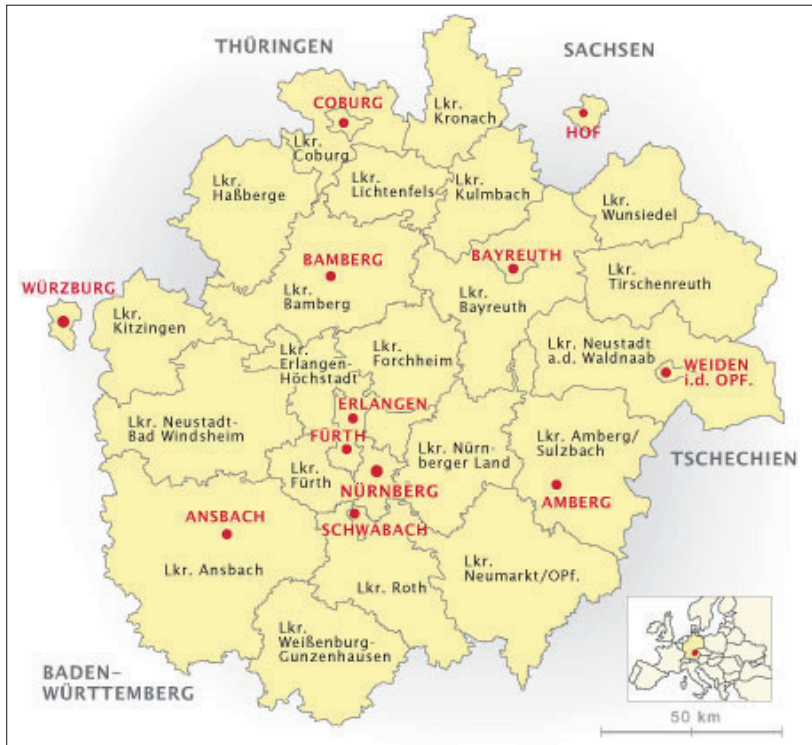 THÜRINGEN
SACHSEN
COBURG
Lkr.
Kronach
HOF
Lkr.
Coburg
Lkr.
Haßberge
Lkr.
Lichtenfels
Lkr.
Kulmbach
Lkr.
Wunsiedel
BAMBERG
BAYREUTH
Lkr.
Tirschenreuth
WÜRZBURG
Lkr.
Kitzingen
Lkr.
Bamberg
Lkr.
Bayreuth
Lkr.
Erlangen-
Höchstadt
Lkr.
Forchheim
Lkr. Neustadt
a.d. Waldnaab
WEIDEN
i.d. OPF.
Lkr. Neustadt-
Bad Windsheim
ERLANGEN
FÜRTH
Lkr.
Fürth
Lkr. Nürn-
berger Land
Lkr. Amberg/
Sulzbach
TSCHECHIEN
NÜRNBERG
AMBERG
ANSBACH
SCHWABACH
Lkr. Ansbach
Lkr. Roth
Lkr.
Neumarkt/OPf.
Lkr.
Weißenburg-
Gunzenhausen
BADEN-
WÜRTTEMBERG
50 km